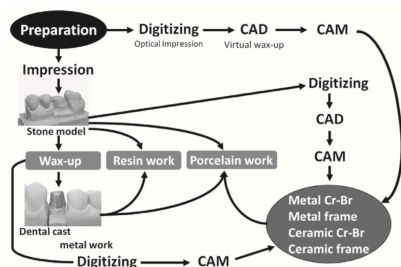 Preparation
Digitizing
Optical Impression
CAD
Virtual wax-up
CAM
Impression
Stone model
Digitizing
CAD
CAM
Wax-up
Resin work
Porcelain work
Dental cast
metal work
Metal Cr-Br
Metal frame
Ceramic Cr-Br
Ceramic frame
Digitizing
CAM